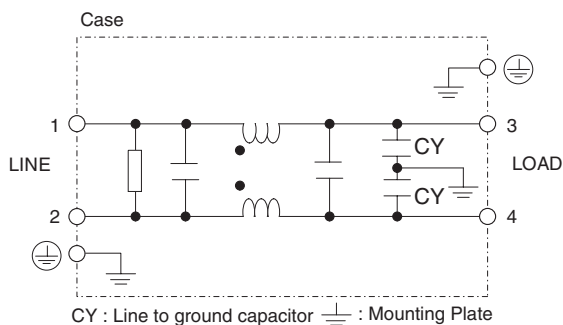 Case
1
3
CY
LINE
LOAD
CY
2
4
CY : Line to ground capacitor : Mounting Plate